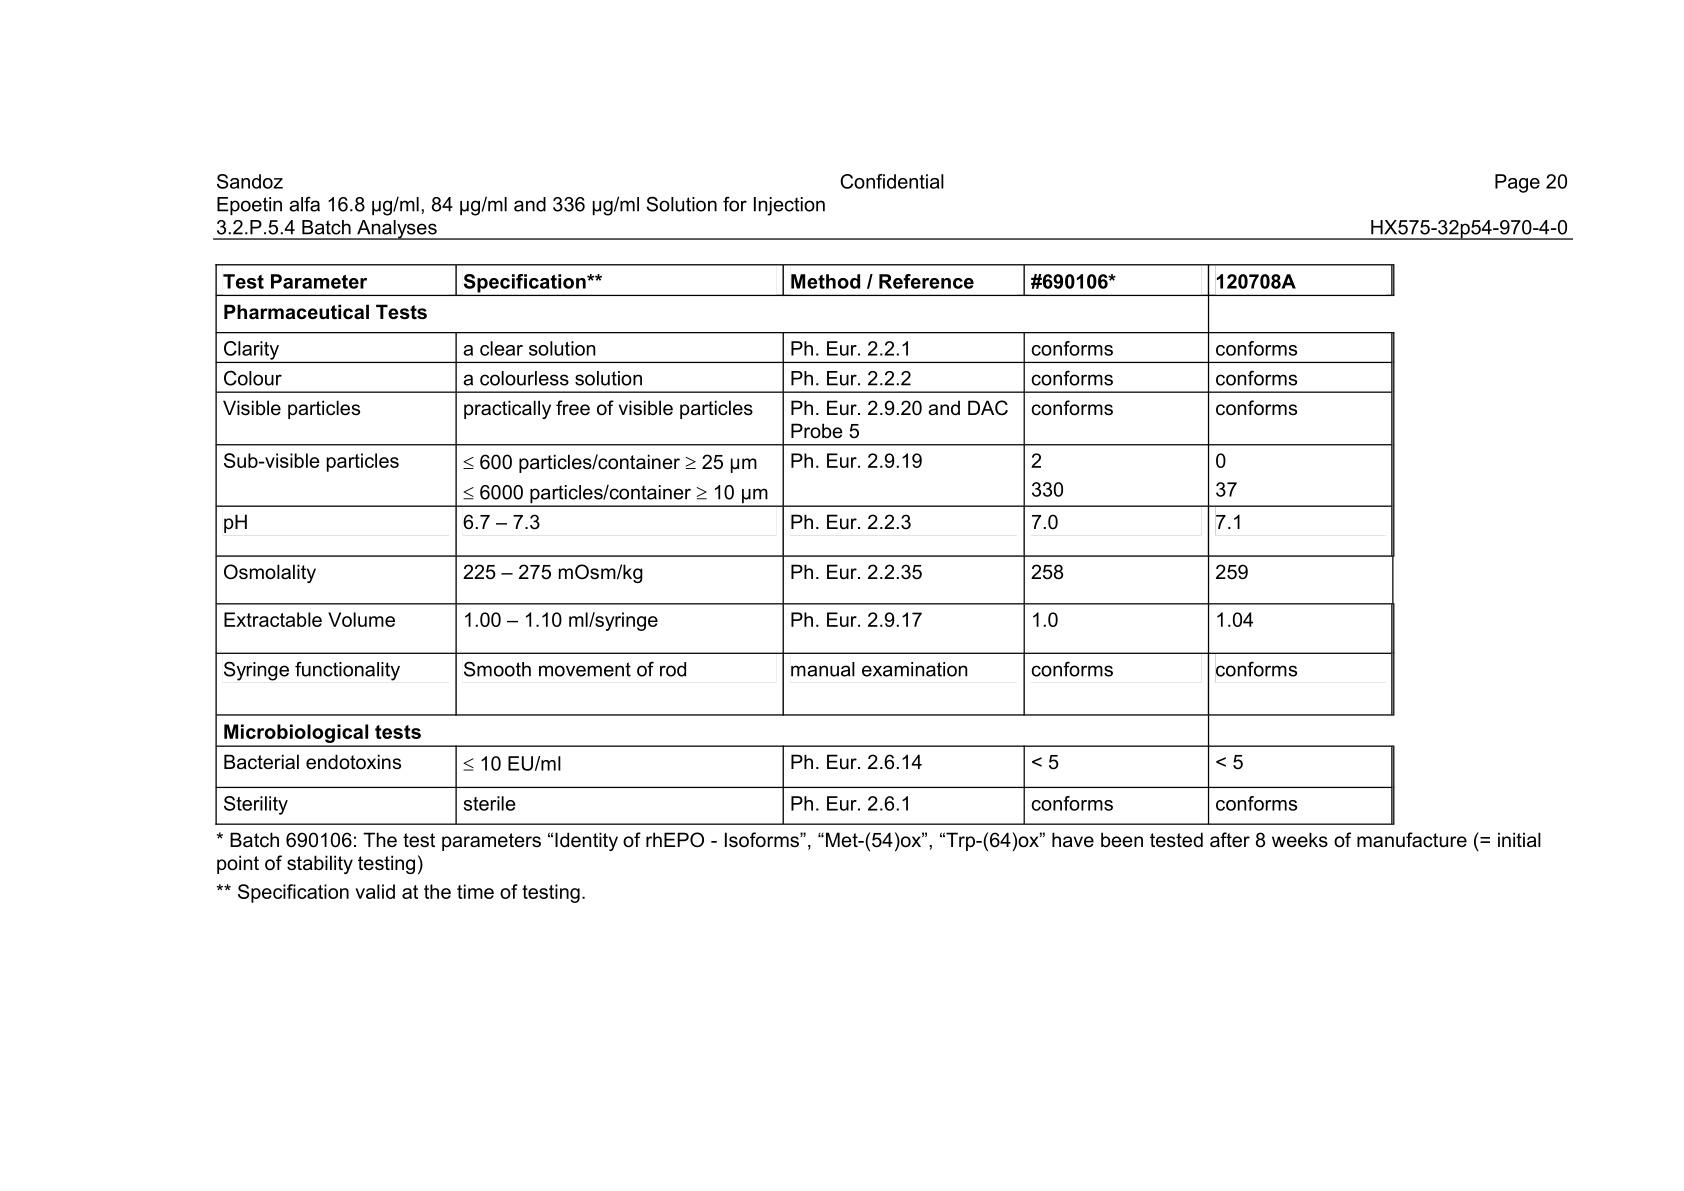 Sandoz Confidential Page 20
Epoetin alfa 16.8 µg/ml, 84 µg/ml and 336 µg/ml Solution for Injection
3.2.P.5.4 Batch Analyses HX575-32p54-970-4-0
Test Parameter Specification** Method / Reference #690106* 120708A
Pharmaceutical Tests
Clarity a clear solution Ph. Eur. 2.2.1 conforms conforms
Colour a colourless solution Ph. Eur. 2.2.2 conforms conforms
Visible particles practically free of visible particles Ph. Eur. 2.9.20 and DAC conforms conforms
Probe 5
Sub-visible particles ≤ 600 particles/container ≥ 25 µm Ph. Eur. 2.9.19 2 0
≤ 6000 particles/container ≥ 10 µm 330 37
pH 6.7 – 7.3 Ph. Eur. 2.2.3 7.0 7.1
Osmolality 225 – 275 mOsm/kg Ph. Eur. 2.2.35 258 259
Extractable Volume 1.00 – 1.10 ml/syringe Ph. Eur. 2.9.17 1.0 1.04
Syringe functionality Smooth movement of rod manual examination conforms conforms
Microbiological tests
Bacterial endotoxins ≤ 10 EU/ml Ph. Eur. 2.6.14 < 5 < 5
Sterility sterile Ph. Eur. 2.6.1 conforms conforms
* Batch 690106: The test parameters “Identity of rhEPO - Isoforms”, “Met-(54)ox”, “Trp-(64)ox” have been tested after 8 weeks of manufacture (= initial
point of stability testing)
** Specification valid at the time of testing.